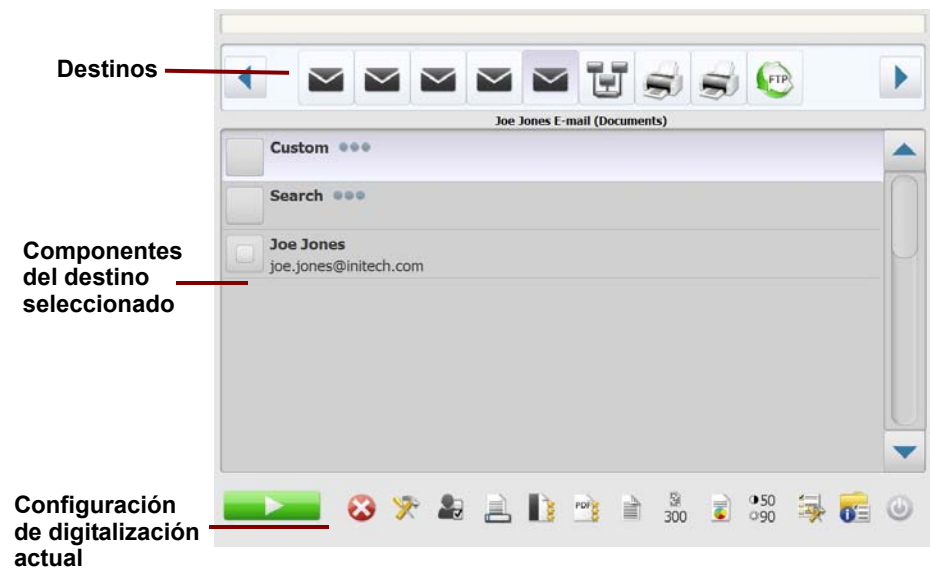 Destinos
FTP
Joe Jones E-mail (Documents)
Custom
Search
Joe Jones
joe.jones@initech.com
Componentes
del destino
seleccionado
Configuración
de digitalización
actual
PDF
300
50
90